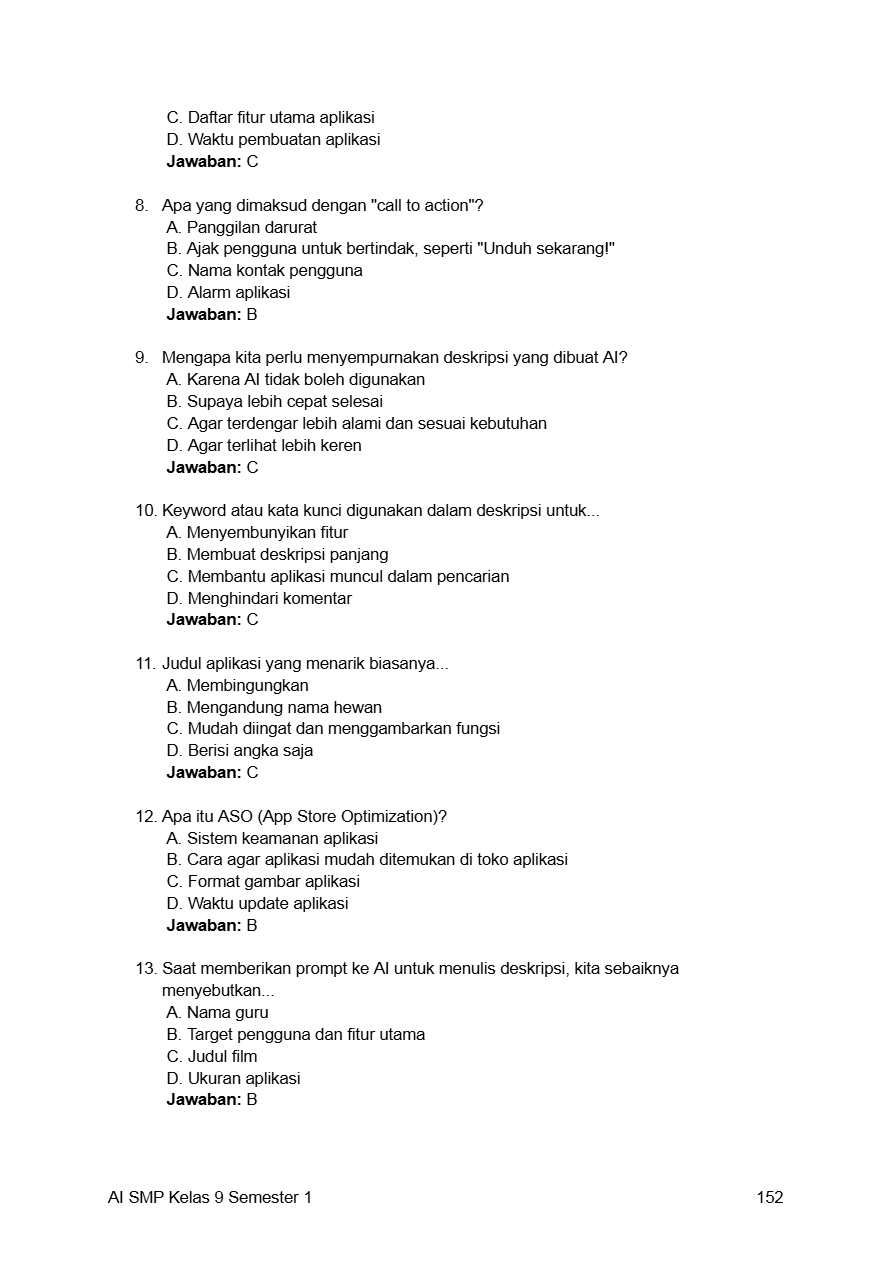 C. Daftar fitur utama aplikasi
D. Waktu pembuatan aplikasi
Jawaban: C
8. Apa yang dimaksud dengan "call to action"?
A. Panggilan darurat
B. Ajak pengguna untuk bertindak, seperti "Unduh sekarang!"
C. Nama kontak pengguna
D. Alarm aplikasi
Jawaban: B
9. Mengapa kita perlu menyempurnakan deskripsi yang dibuat AI?
A. Karena AI tidak boleh digunakan
B. Supaya lebih cepat selesai
C. Agar terdengar lebih alami dan sesuai kebutuhan
D. Agar terlihat lebih keren
Jawaban: C
10. Keyword atau kata kunci digunakan dalam deskripsi untuk...
A. Menyembunyikan fitur
B. Membuat deskripsi panjang
C. Membantu aplikasi muncul dalam pencarian
D. Menghindari komentar
Jawaban: C
11. Judul aplikasi yang menarik biasanya...
A. Membingungkan
B. Mengandung nama hewan
C. Mudah diingat dan menggambarkan fungsi
D. Berisi angka saja
Jawaban: C
12. Apa itu ASO (App Store Optimization)?
A. Sistem keamanan aplikasi
B. Cara agar aplikasi mudah ditemukan di toko aplikasi
C. Format gambar aplikasi
D. Waktu update aplikasi
Jawaban: B
13. Saat memberikan prompt ke AI untuk menulis deskripsi, kita sebaiknya
menyebutkan...
A. Nama guru
B. Target pengguna dan fitur utama
C. Judul film
D. Ukuran aplikasi
Jawaban: B
AI SMP Kelas 9 Semester 1 152